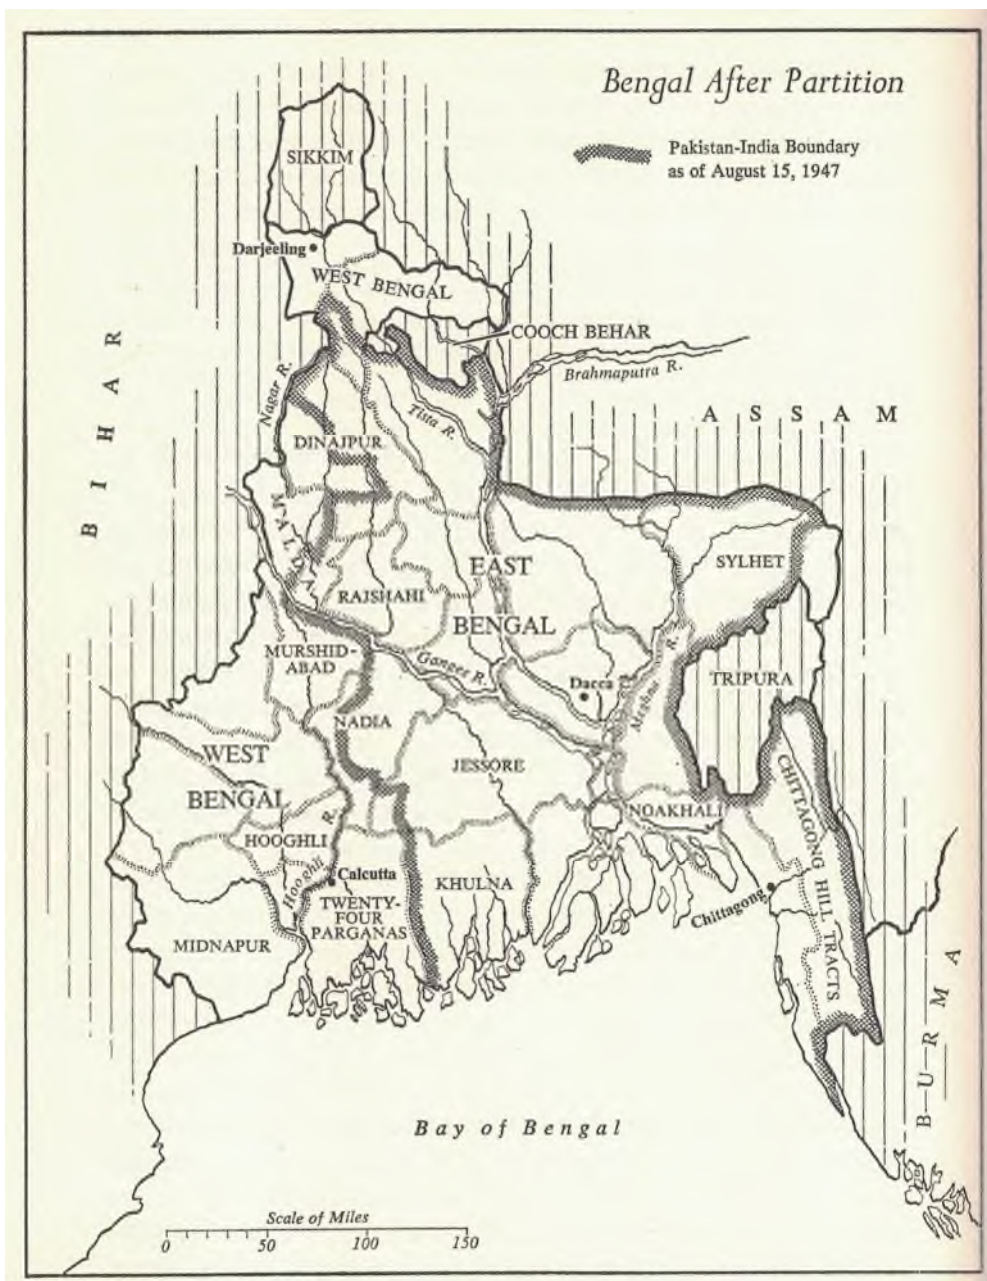 Bengal After Partition
Pakistan-India Boundary
as of August 15, 1947
SIKKIM
Darjeeling
WEST BENGAL
COOCH BEHAR
Brahmaputra R.
BIHAR
Nagar R.
Tista R.
ASSAM
DINAJPUR
MALDA
SYLHET
EAST
BENGAL
RAJSHAHI
MURSHID-
ABAD
Ganges R.
Dacca
Meghna R.
TRIPURA
NADIA
WEST
BENGAL
JESSORE
CHITTAGONG HILL TRACTS
NOAKHALI
HOOGHLI
Hooghli R.
Calcutta
KHULNA
TWENTY-
FOUR
PARGANAS
Chittagong
MIDNAPUR
BURMA
Bay of Bengal
Scale of Miles
0 50 100 150